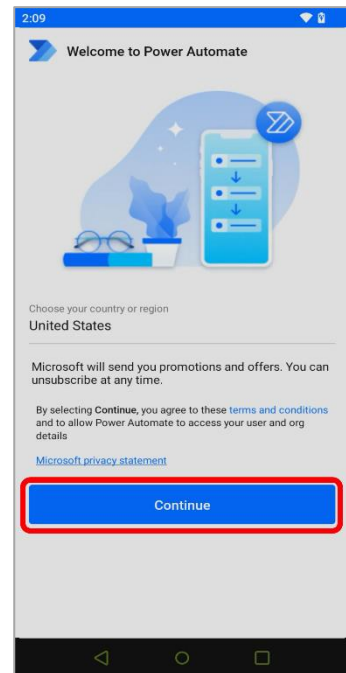 2:09
Welcome to Power Automate
Choose your country or region
United States
Microsoft will send you promotions and offers. You can
unsubscribe at any time.
By selecting Continue, you agree to these terms and conditions
and to allow Power Automate to access your user and org
details
Microsoft privacy statement
Continue